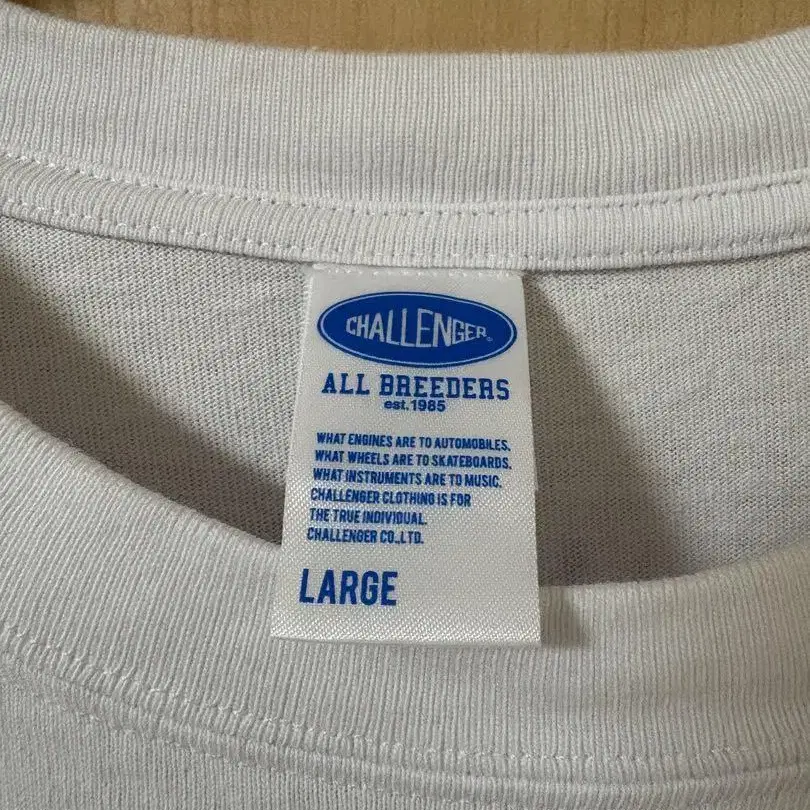 CHALLENGER
ALL BREEDERS
est.1985
WHAT ENGINES ARE TO AUTOMOBILES.
WHAT WHEELS ARE TO SKATEBOARDS.
WHAT INSTRUMENTS ARE TO MUSIC.
CHALLENGER CLOTHING IS FOR
THE TRUE INDIVIDUAL.
CHALLENGER CO.,LTD.
LARGE